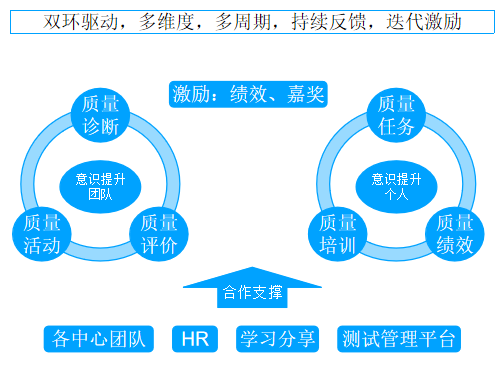 双环驱动，多维度，多周期，持续反馈，迭代激励
激励：绩效、嘉奖
质量
诊断
意识提升
团队
质量
活动
质量
评价
质量
任务
意识提升
个人
质量
培训
质量
绩效
合作支撑
各中心团队
HR
学习分享
测试管理平台